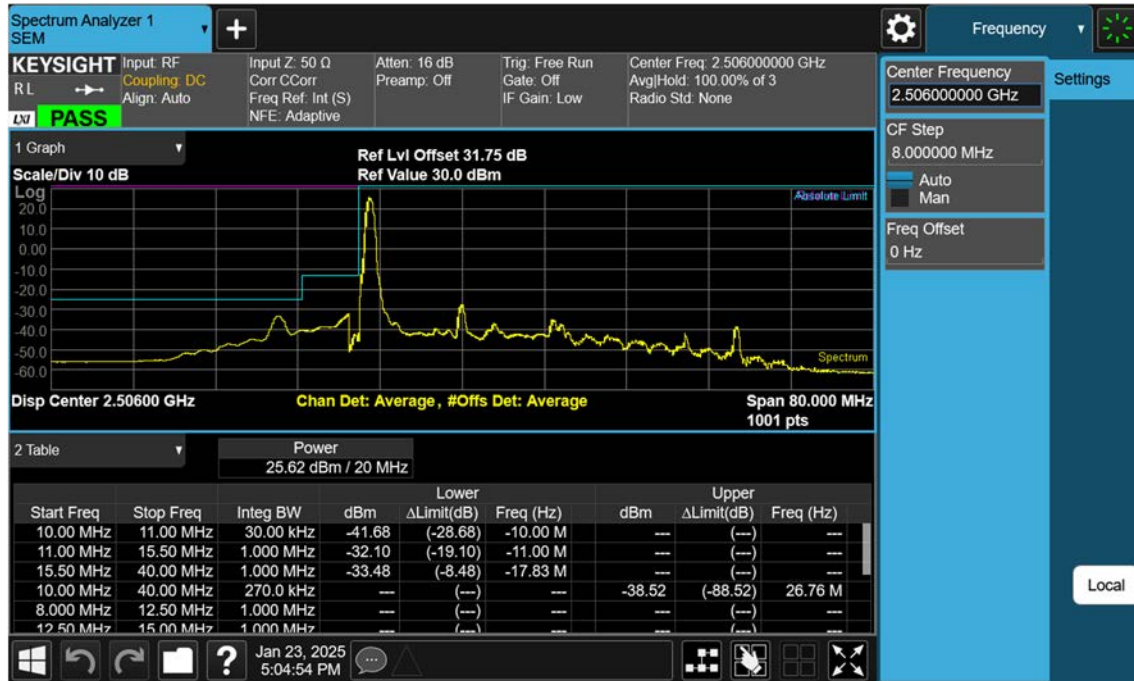 Spectrum Analyzer 1
SEM
Frequency
KEYSIGHT
RL
LXI
PASS
Input: RF
Coupling: DC
Align: Auto
Input Z: 50 Ω
Corr CCorr
Freq Ref: Int (S)
NFE: Adaptive
Atten: 16 dB
Preamp: Off
Trig: Free Run
Gate: Off
IF Gain: Low
Center Freq: 2.506000000 GHz
Avg|Hold: 100.00% of 3
Radio Std: None
Center Frequency
2.506000000 GHz
Settings
CF Step
8.000000 MHz
Auto
Man
Freq Offset
0 Hz
Local
1 Graph
Scale/Div 10 dB
Ref Lvl Offset 31.75 dB
Ref Value 30.0 dBm
Log
Absolute Limit
20.0
10.0
0.00
-10.0
-20.0
-30.0
-40.0
-50.0
-60.0
Spectrum
Disp Center 2.50600 GHz
Chan Det: Average, #Offs Det: Average
Span 80.000 MHz
1001 pts
2 Table
Power
25.62 dBm / 20 MHz
Lower Upper
Start Freq Stop Freq Integ BW dBm ΔLimit(dB) Freq (Hz) dBm ΔLimit(dB) Freq (Hz)
10.00 MHz 11.00 MHz 30.00 kHz -41.68 (-28.68) -10.00 M --- (---) ---
11.00 MHz 15.50 MHz 1.000 MHz -32.10 (-19.10) -11.00 M --- (---) ---
15.50 MHz 40.00 MHz 1.000 MHz -33.48 (-8.48) -17.83 M --- (---) ---
10.00 MHz 40.00 MHz 270.0 kHz --- (---) --- -38.52 (-88.52) 26.76 M
8.000 MHz 12.50 MHz 1.000 MHz --- (---) --- --- (---) ---
12.50 MHz 15.00 MHz 1.000 MHz --- (---) --- --- (---) ---
?
Jan 23, 2025
5:04:54 PM